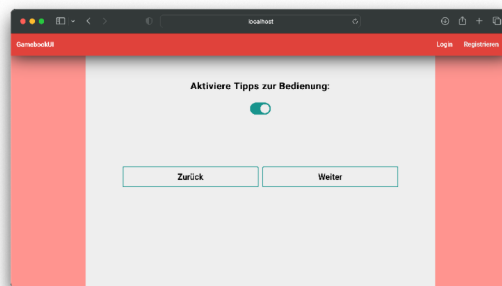 localhost
GamebookUI Login Registrieren
Aktiviere Tipps zur Bedienung:
Zurück Weiter